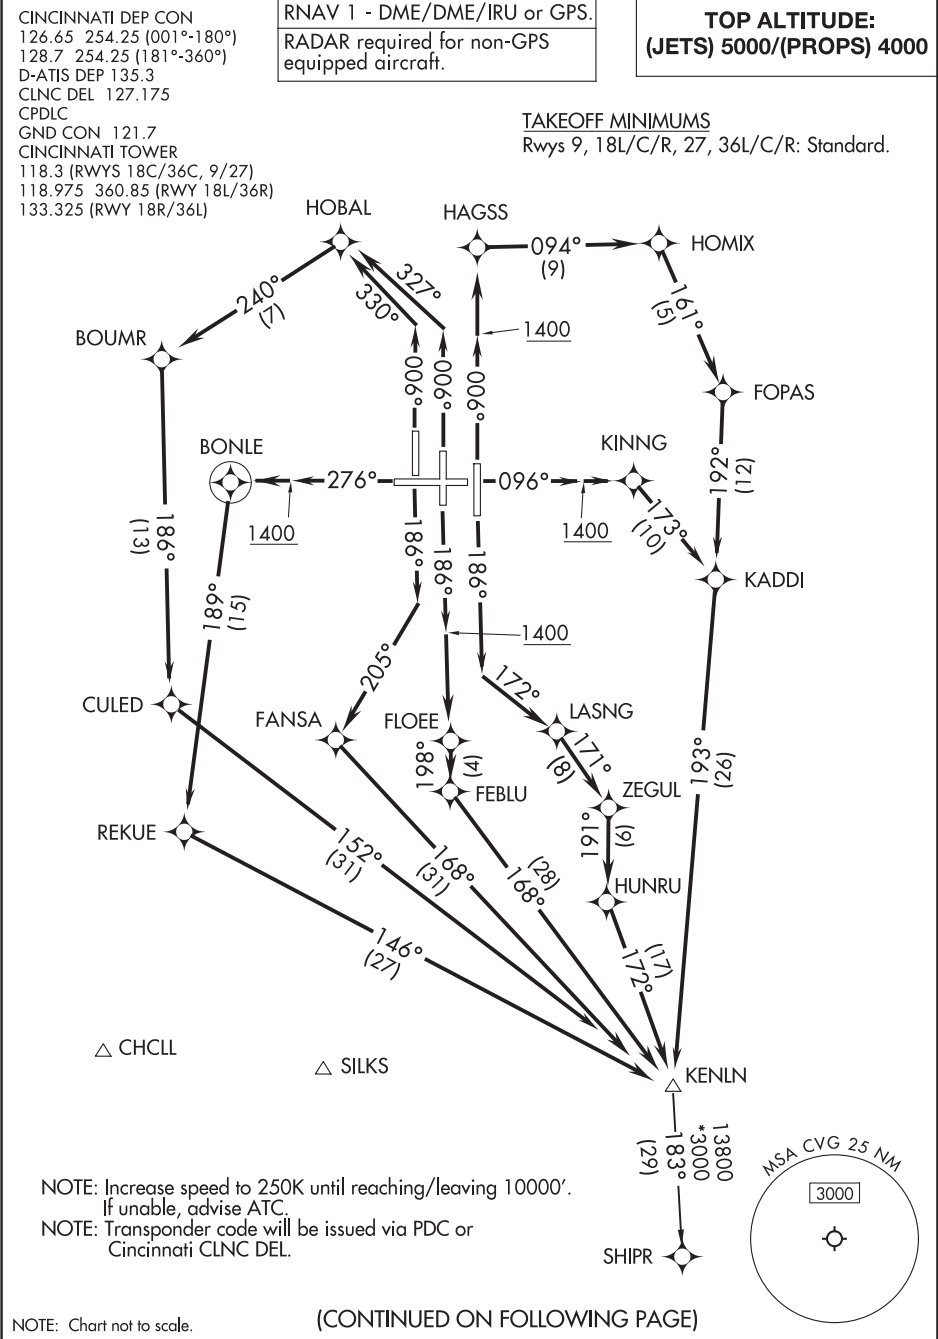 CINCINNATI DEP CON
126.65 254.25 (001°-180°)
128.7 254.25 (181°-360°)
D-ATIS DEP 135.3
CLNC DEL 127.175
CPDLC
GND CON 121.7
CINCINNATI TOWER
118.3 (RWYS 18C/36C, 9/27)
118.975 360.85 (RWY 18L/36R)
133.325 (RWY 18R/36L)
RNAV 1 - DME/DME/IRU or GPS.
RADAR required for non-GPS
equipped aircraft.
TOP ALTITUDE:
(JETS) 5000/(PROPS) 4000
TAKEOFF MINIMUMS
Rwys 9, 18L/C/R, 27, 36L/C/R: Standard.
HOBAL
HAGSS
HOMIX
094°
(9)
240°
(7)
330°
327°
161°
(5)
1400
BOUMR
006°
006°
006°
FOPAS
BONLE
KINNG
276°
096°
192°
(12)
1400
1400
173°
(10)
186°
(13)
186°
186°
186°
KADDI
189°
(15)
1400
205°
172°
CULED
FANSA
FLOEE
LASNG
198°
(4)
171°
(8)
193°
(26)
FEBLU
ZEGUL
REKUE
191°
(6)
152°
(31)
168°
(31)
(28)
168°
HUNRU
146°
(27)
(17)
172°
CHCLL
SILKS
KENLN
183°
(29)
*3000
13800
SHIPR
MSA CVG 25 NM
3000
NOTE: Increase speed to 250K until reaching/leaving 10000'.
If unable, advise ATC.
NOTE: Transponder code will be issued via PDC or
Cincinnati CLNC DEL.
NOTE: Chart not to scale.
(CONTINUED ON FOLLOWING PAGE)